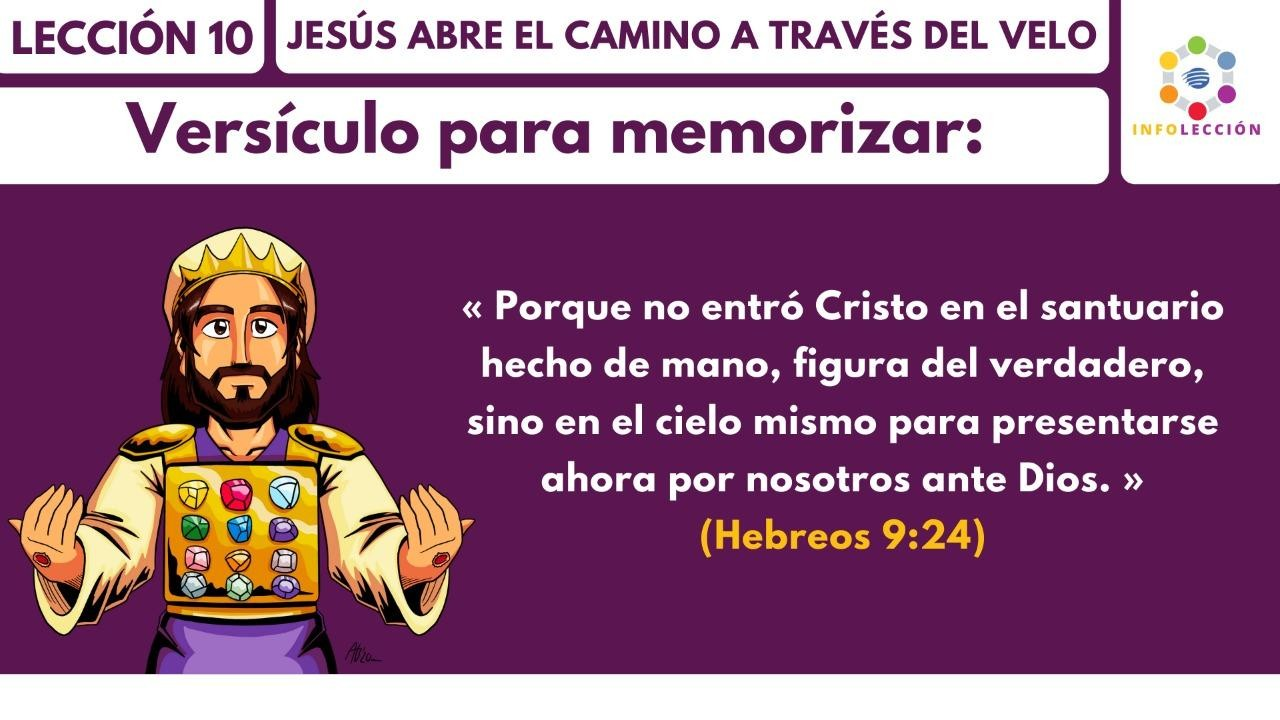 LECCIÓN 10
JESÚS ABRE EL CAMINO A TRAVÉS DEL VELO
Versículo para memorizar:
INFOLECCIÓN
« Porque no entró Cristo en el santuario
hecho de mano, figura del verdadero,
sino en el cielo mismo para presentarse
ahora por nosotros ante Dios. »
(Hebreos 9:24)